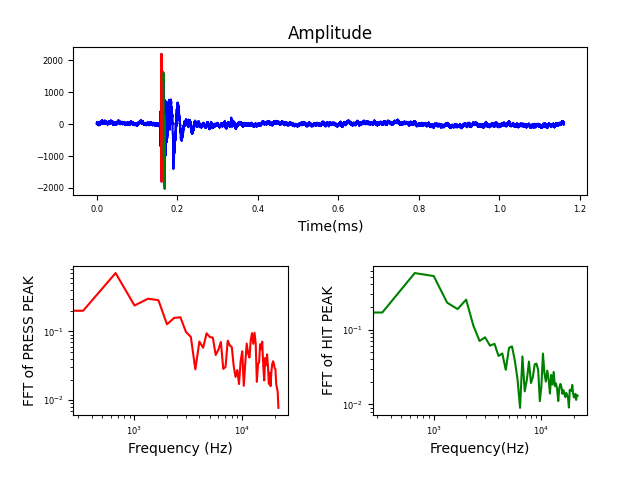 Amplitude
2000
1000
0
−1000
−2000
0.0 0.2 0.4 0.6 0.8 1.0 1.2
Time(ms)
FFT of PRESS PEAK
10⁻¹
10⁻²
10³ 10⁴
Frequency (Hz)
FFT of HIT PEAK
10⁻¹
10⁻²
10³ 10⁴
Frequency(Hz)